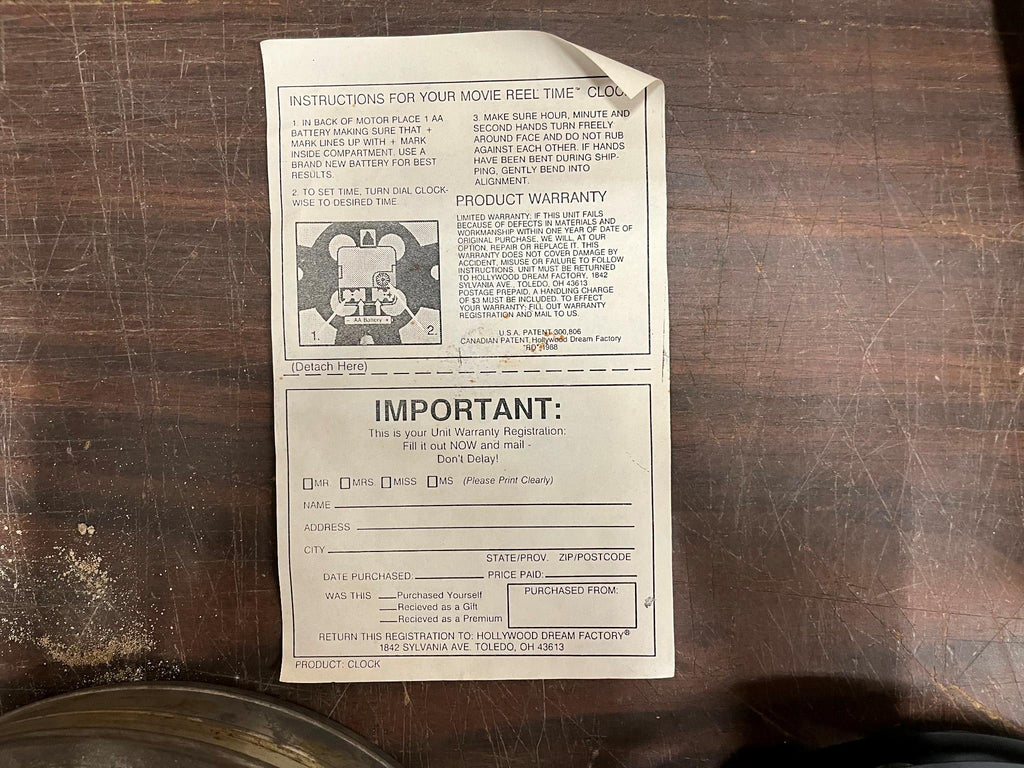 INSTRUCTIONS FOR YOUR MOVIE REEL TIME™ CLOC
1. IN BACK OF MOTOR PLACE 1 AA
BATTERY MAKING SURE THAT +
MARK LINES UP WITH + MARK
INSIDE COMPARTMENT. USE A
BRAND NEW BATTERY FOR BEST
RESULTS.
2. TO SET TIME, TURN DIAL CLOCK-
WISE TO DESIRED TIME
1.
AA Battery +
2.
3. MAKE SURE HOUR, MINUTE AND
SECOND HANDS TURN FREELY
AROUND FACE AND DO NOT RUB
AGAINST EACH OTHER. IF HANDS
HAVE BEEN BENT DURING SHIP-
PING, GENTLY BEND INTO
ALIGNMENT.
PRODUCT WARRANTY
LIMITED WARRANTY; IF THIS UNIT FAILS
BECAUSE OF DEFECTS IN MATERIALS AND
WORKMANSHIP WITHIN ONE YEAR OF DATE OF
ORIGINAL PURCHASE, WE WILL, AT OUR
OPTION, REPAIR OR REPLACE IT. THIS
WARRANTY DOES NOT COVER DAMAGE BY
ACCIDENT, MISUSE OR FAILURE TO FOLLOW
INSTRUCTIONS. UNIT MUST BE RETURNED
TO HOLLYWOOD DREAM FACTORY, 1842
SYLVANIA AVE., TOLEDO, OH 43613
POSTAGE PREPAID. A HANDLING CHARGE
OF $3 MUST BE INCLUDED. TO EFFECT
YOUR WARRANTY; FILL OUT WARRANTY
REGISTRATION AND MAIL TO US.
U.S.A. PATENT 300,806
CANADIAN PATENT, Hollywood Dream Factory
"RD" 1988
(Detach Here)
IMPORTANT:
This is your Unit Warranty Registration:
Fill it out NOW and mail -
Don't Delay!
MR. MRS. MISS MS (Please Print Clearly)
NAME
ADDRESS
CITY
STATE/PROV. ZIP/POSTCODE
DATE PURCHASED: PRICE PAID:
WAS THIS Purchased Yourself
Recieved as a Gift
Recieved as a Premium
PURCHASED FROM:
RETURN THIS REGISTRATION TO: HOLLYWOOD DREAM FACTORY®
1842 SYLVANIA AVE. TOLEDO, OH 43613
PRODUCT: CLOCK